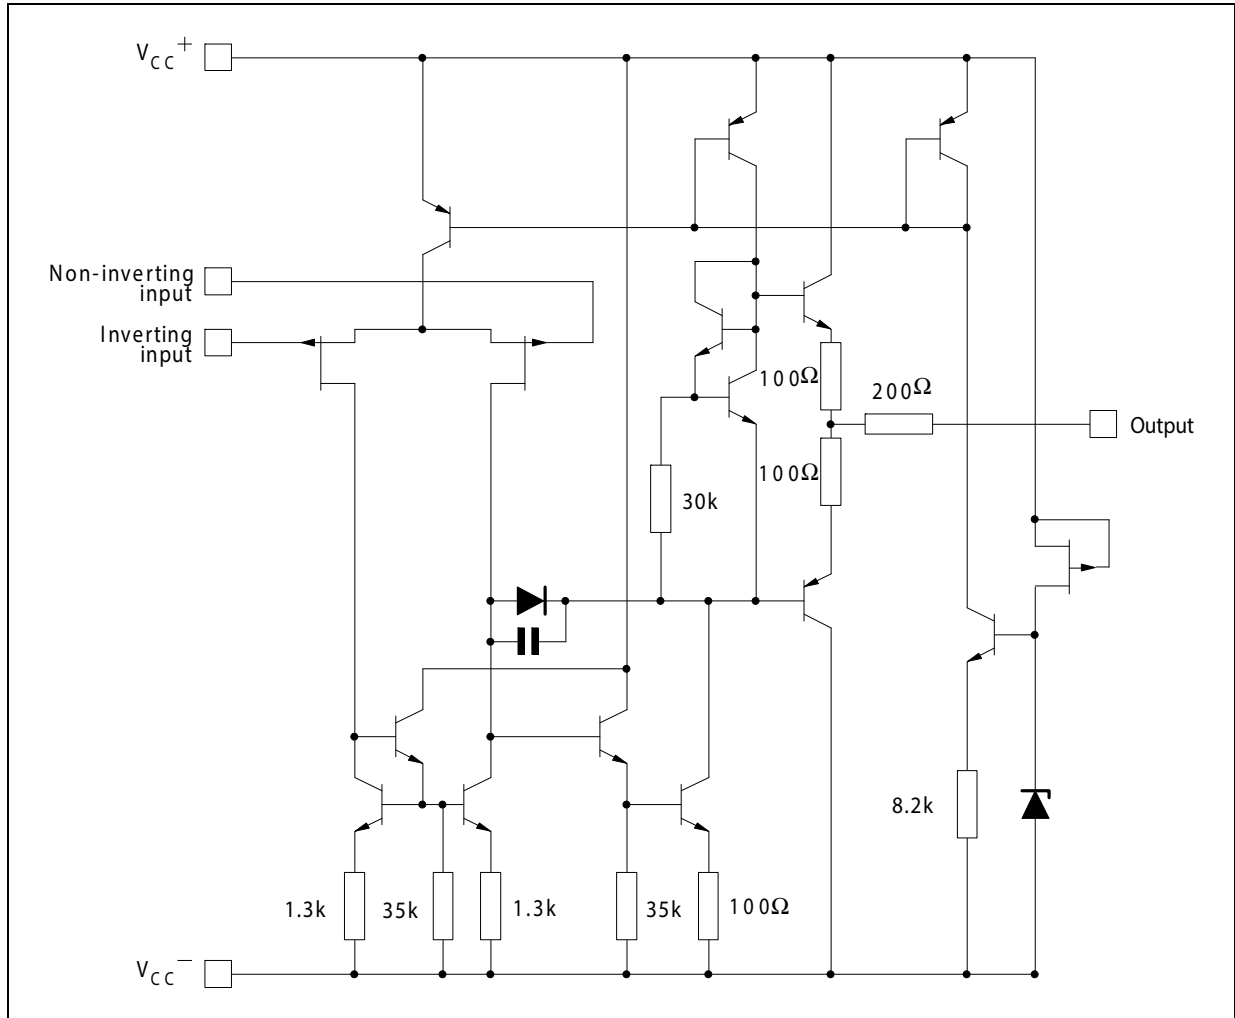 VCC+
Non-inverting
input
Inverting
input
100Ω
200Ω
Output
100Ω
30k
8.2k
1.3k
35k
1.3k
35k
100Ω
VCC−